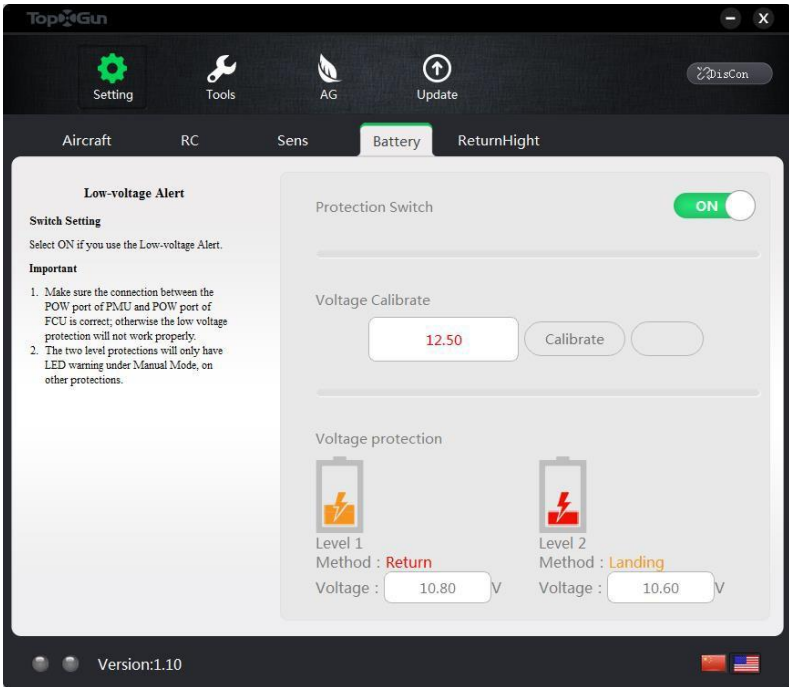 TopXGun
Setting
Tools
AG
Update
DisCon
Aircraft
RC
Sens
Battery
ReturnHight
Low-voltage Alert
Switch Setting
Select ON if you use the Low-voltage Alert.
Important
1. Make sure the connection between the
POW port of PMU and POW port of
FCU is correct; otherwise the low voltage
protection will not work properly.
2. The two level protections will only have
LED warning under Manual Mode, on
other protections.
Protection Switch
ON
Voltage Calibrate
12.50
Calibrate
Voltage protection
Level 1
Method : Return
Voltage : 10.80 V
Level 2
Method : Landing
Voltage : 10.60 V
Version:1.10